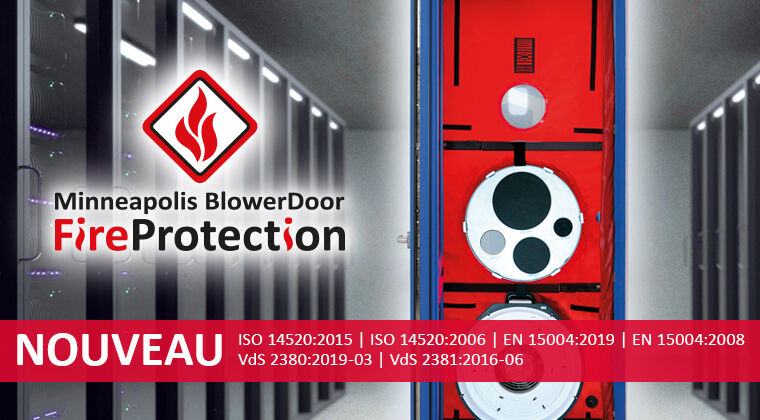 Minneapolis BlowerDoor
FireProtection
NOUVEAU
ISO 14520:2015 | ISO 14520:2006 | EN 15004:2019 | EN 15004:2008
VdS 2380:2019-03 | VdS 2381:2016-06